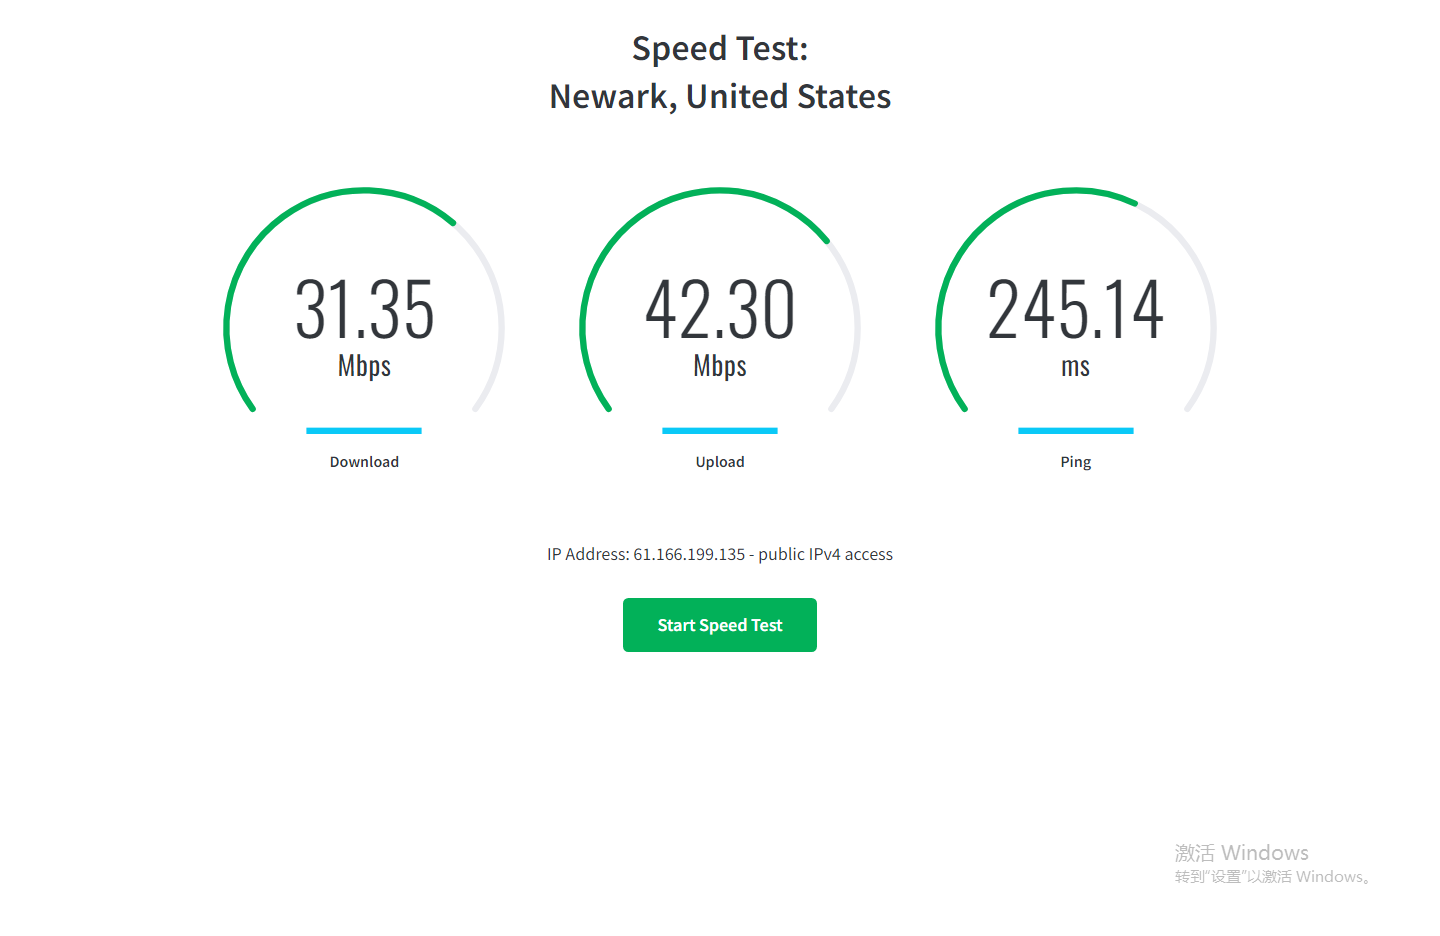 Speed Test:
Newark, United States
31.35
Mbps
Download
42.30
Mbps
Upload
245.14
ms
Ping
IP Address: 61.166.199.135 - public IPv4 access
Start Speed Test
激活 Windows
转到“设置”以激活 Windows。